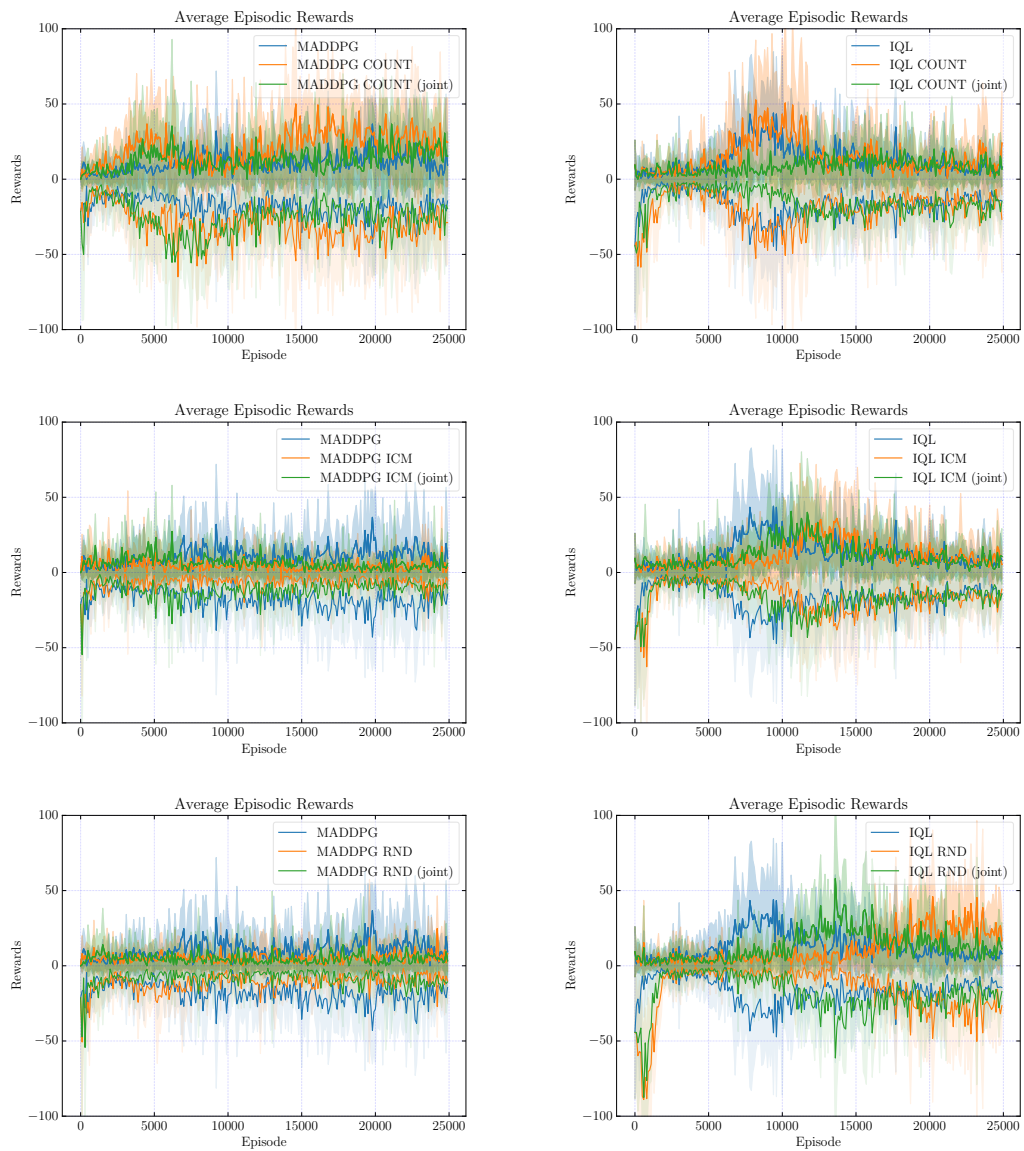 Average Episodic Rewards
100
50
0
−50
−100
Rewards
MADDPG
MADDPG COUNT
MADDPG COUNT (joint)
0 5000 10000 15000 20000 25000
Episode
Average Episodic Rewards
100
50
0
−50
−100
Rewards
IQL
IQL COUNT
IQL COUNT (joint)
0 5000 10000 15000 20000 25000
Episode
Average Episodic Rewards
100
50
0
−50
−100
Rewards
MADDPG
MADDPG ICM
MADDPG ICM (joint)
0 5000 10000 15000 20000 25000
Episode
Average Episodic Rewards
100
50
0
−50
−100
Rewards
IQL
IQL ICM
IQL ICM (joint)
0 5000 10000 15000 20000 25000
Episode
Average Episodic Rewards
100
50
0
−50
−100
Rewards
MADDPG
MADDPG RND
MADDPG RND (joint)
0 5000 10000 15000 20000 25000
Episode
Average Episodic Rewards
100
50
0
−50
−100
Rewards
IQL
IQL RND
IQL RND (joint)
0 5000 10000 15000 20000 25000
Episode